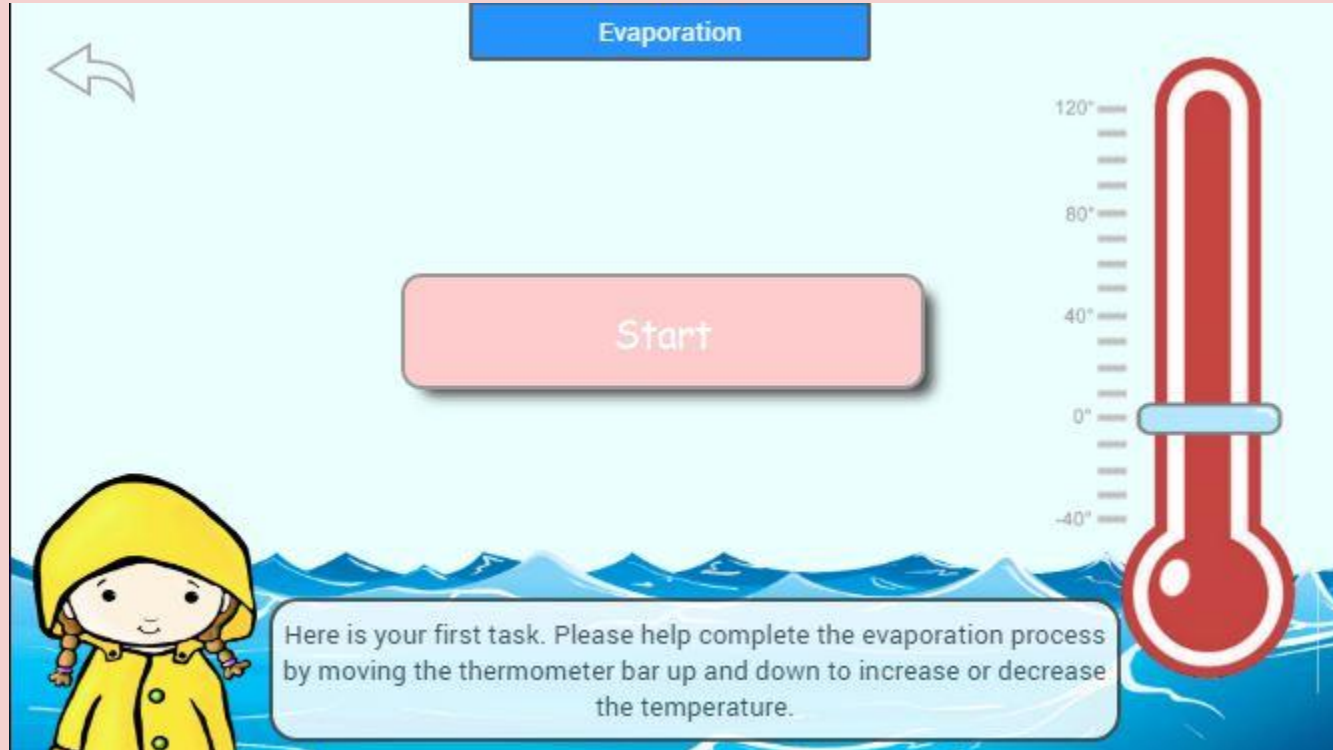 Evaporation
120°
80°
40°
0°
-40°
Start
Here is your first task. Please help complete the evaporation process
by moving the thermometer bar up and down to increase or decrease
the temperature.